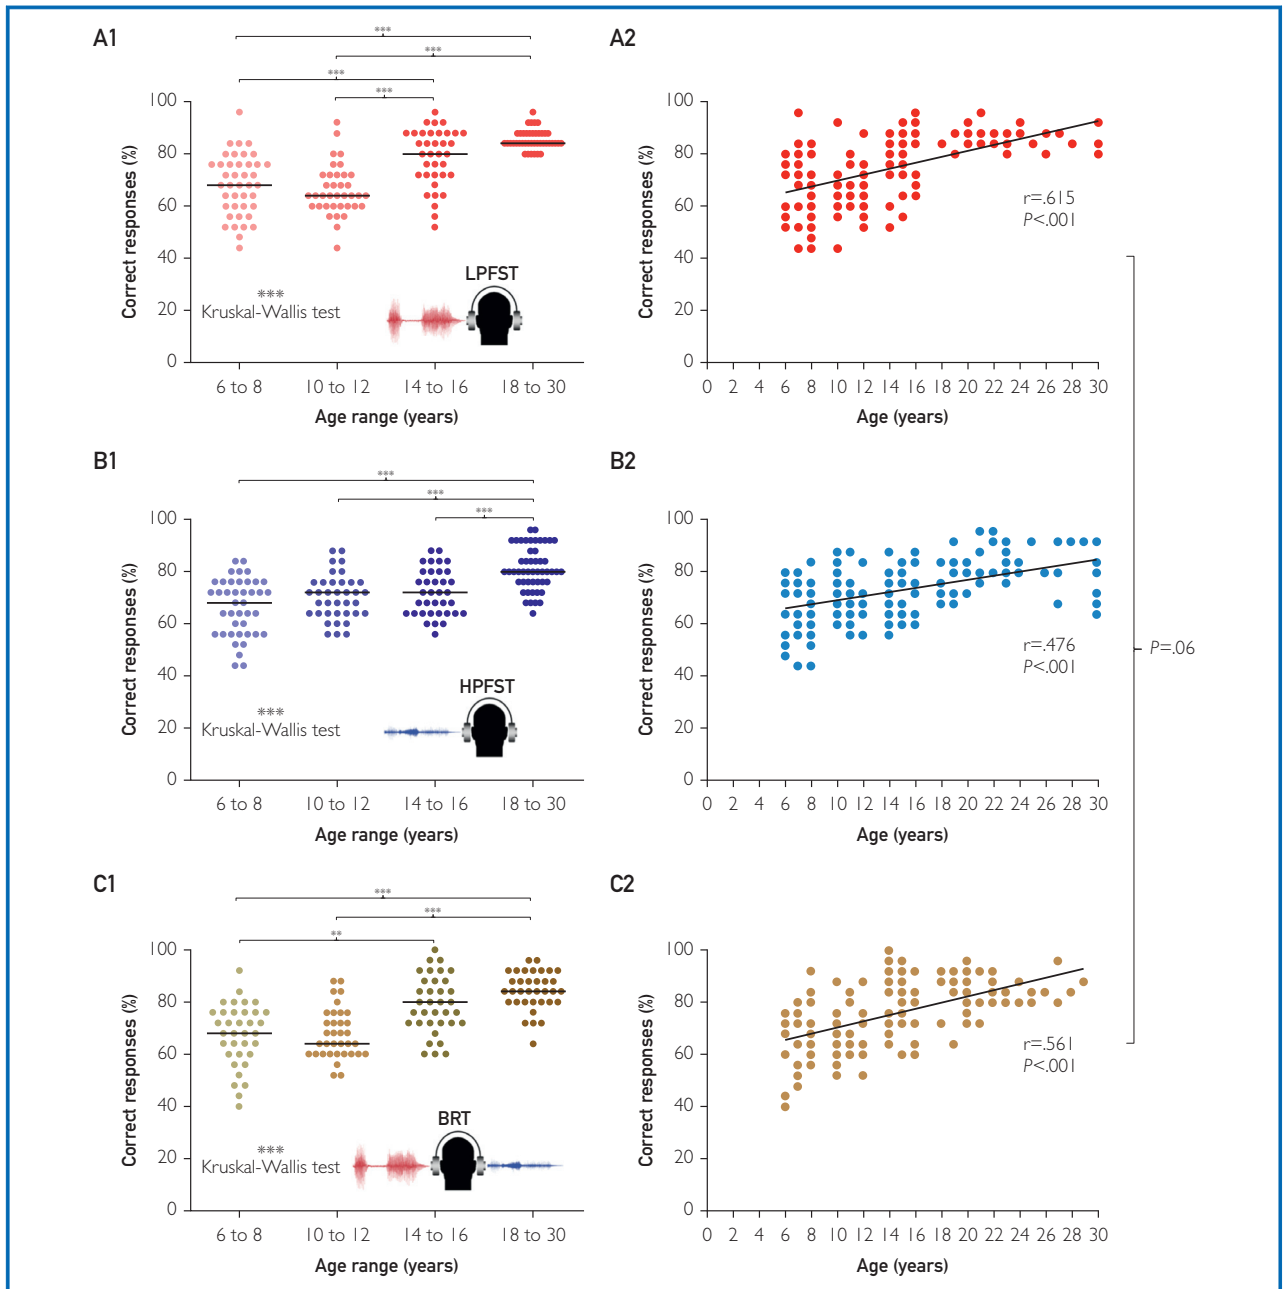 A1
***
***
***
***
100
80
60
40
20
0
Correct responses (%)
***
Kruskal-Wallis test
LPFST
6 to 8 10 to 12 14 to 16 18 to 30
Age range (years)
A2
100
80
60
40
20
0
Correct responses (%)
r=.615
P<.001
0 2 4 6 8 10 12 14 16 18 20 22 24 26 28 30
Age (years)
B1
***
***
***
100
80
60
40
20
0
Correct responses (%)
***
Kruskal-Wallis test
HPFST
6 to 8 10 to 12 14 to 16 18 to 30
Age range (years)
B2
100
80
60
40
20
0
Correct responses (%)
r=.476
P<.001
0 2 4 6 8 10 12 14 16 18 20 22 24 26 28 30
Age (years)
P=.06
C1
***
***
**
100
80
60
40
20
0
Correct responses (%)
***
Kruskal-Wallis test
BRT
6 to 8 10 to 12 14 to 16 18 to 30
Age range (years)
C2
100
80
60
40
20
0
Correct responses (%)
r=.561
P<.001
0 2 4 6 8 10 12 14 16 18 20 22 24 26 28 30
Age (years)